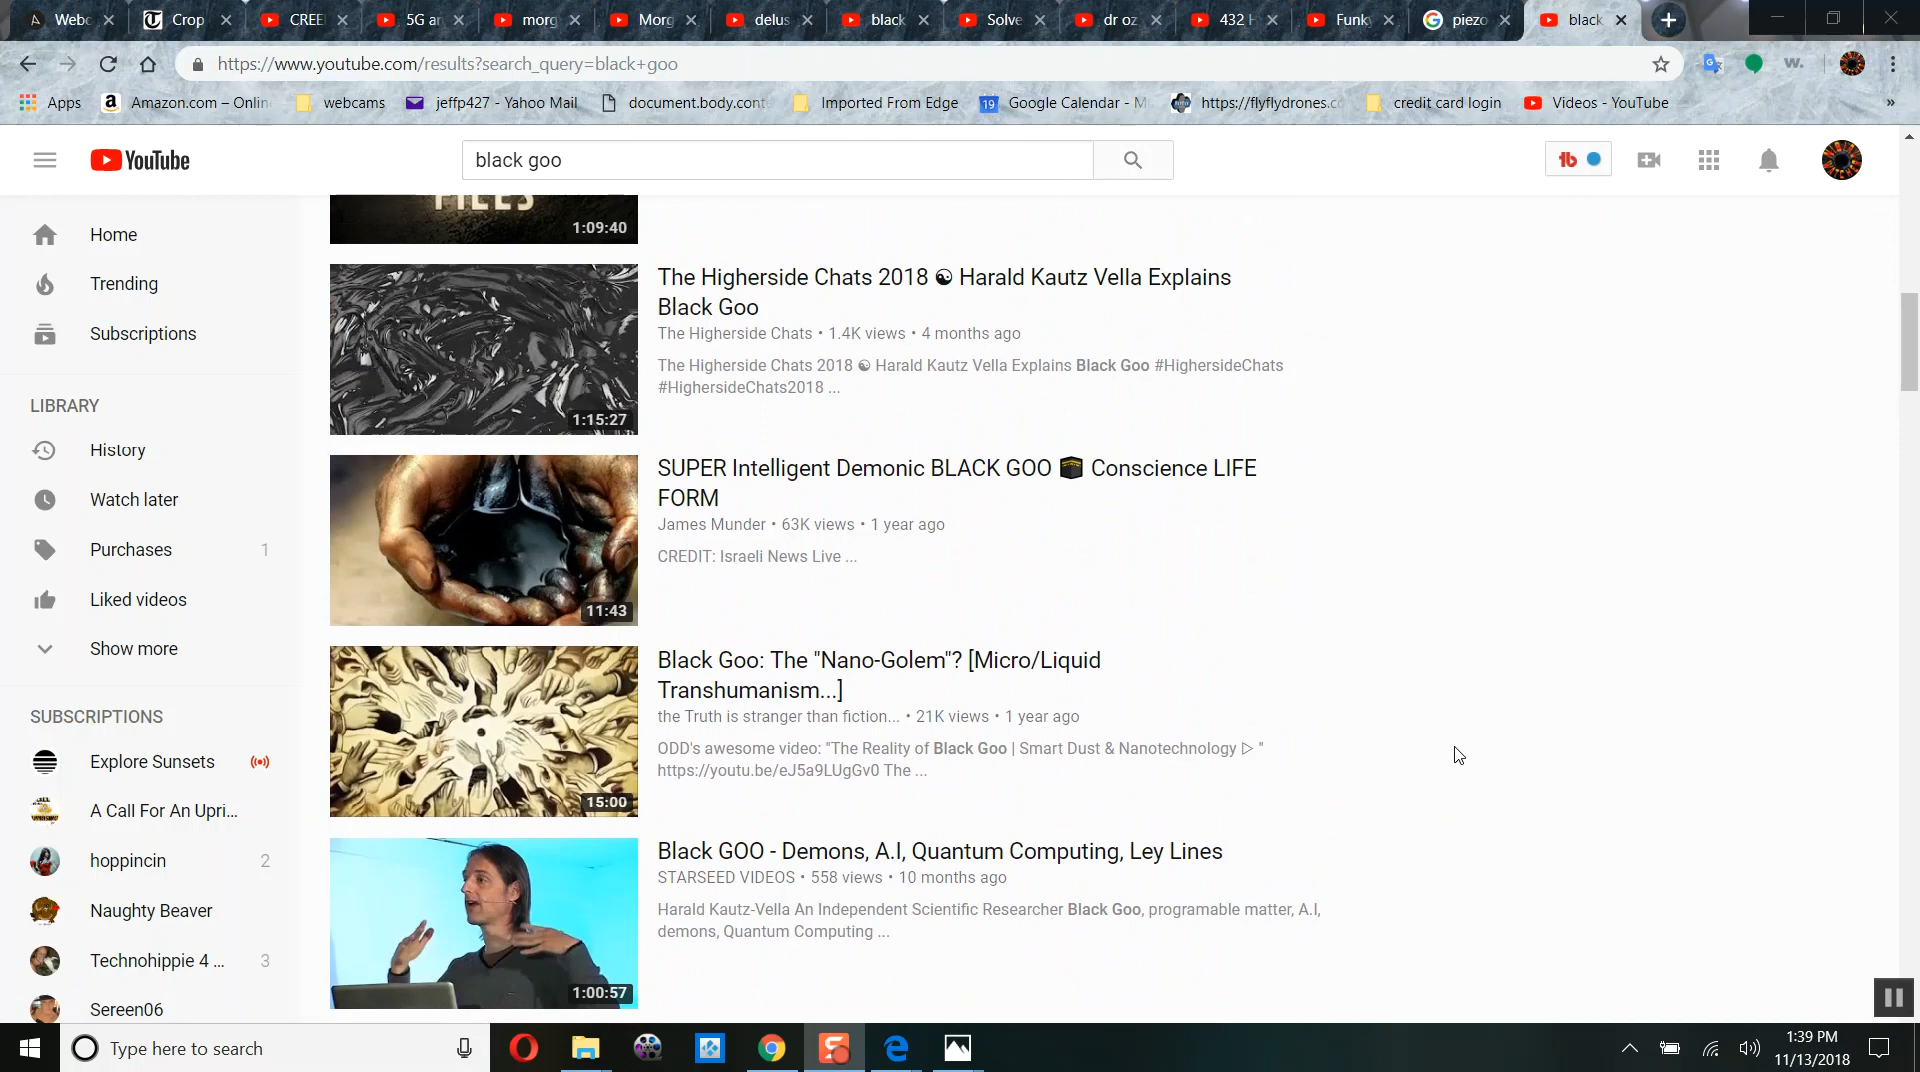 Webc
Crop
CREE
5G ar
morg
Morg
delus
black
Solve
dr oz
432 H
Funky
piezo
black
https://www.youtube.com/results?search_query=black+goo
Apps
Amazon.com – Onlin
webcams
jeffp427 - Yahoo Mail
document.body.cont
Imported From Edge
19
Google Calendar - M
https://flyflydrones.co
credit card login
Videos - YouTube
»
YouTube
black goo
tb
FILES
1:09:40
Home
Trending
Subscriptions
LIBRARY
History
Watch later
Purchases 1
Liked videos
Show more
SUBSCRIPTIONS
Explore Sunsets
A Call For An Upri...
hoppincin 2
Naughty Beaver
Technohippie 4 ... 3
Sereen06
1:15:27
The Higherside Chats 2018 ☯ Harald Kautz Vella Explains
Black Goo
The Higherside Chats • 1.4K views • 4 months ago
The Higherside Chats 2018 ☯ Harald Kautz Vella Explains Black Goo #HighersideChats
#HighersideChats2018 ...
11:43
SUPER Intelligent Demonic BLACK GOO 🕋 Conscience LIFE
FORM
James Munder • 63K views • 1 year ago
CREDIT: Israeli News Live ...
15:00
Black Goo: The "Nano-Golem"? [Micro/Liquid
Transhumanism...]
the Truth is stranger than fiction... • 21K views • 1 year ago
ODD's awesome video: "The Reality of Black Goo | Smart Dust & Nanotechnology ▷ "
https://youtu.be/eJ5a9LUgGv0 The ...
1:00:57
Black GOO - Demons, A.I, Quantum Computing, Ley Lines
STARSEED VIDEOS • 558 views • 10 months ago
Harald Kautz-Vella An Independent Scientific Researcher Black Goo, programable matter, A.I,
demons, Quantum Computing ...
Type here to search
1:39 PM
11/13/2018